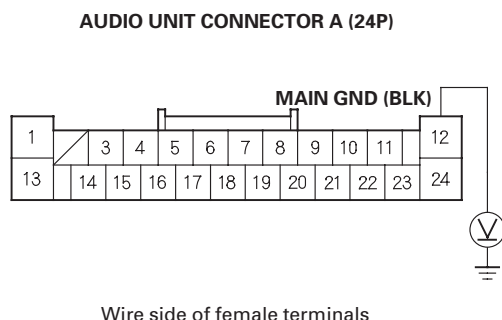 AUDIO UNIT CONNECTOR A (24P)
MAIN GND (BLK)
1 3 4 5 6 7 8 9 10 11 12
13 14 15 16 17 18 19 20 21 22 23 24
V
Wire side of female terminals